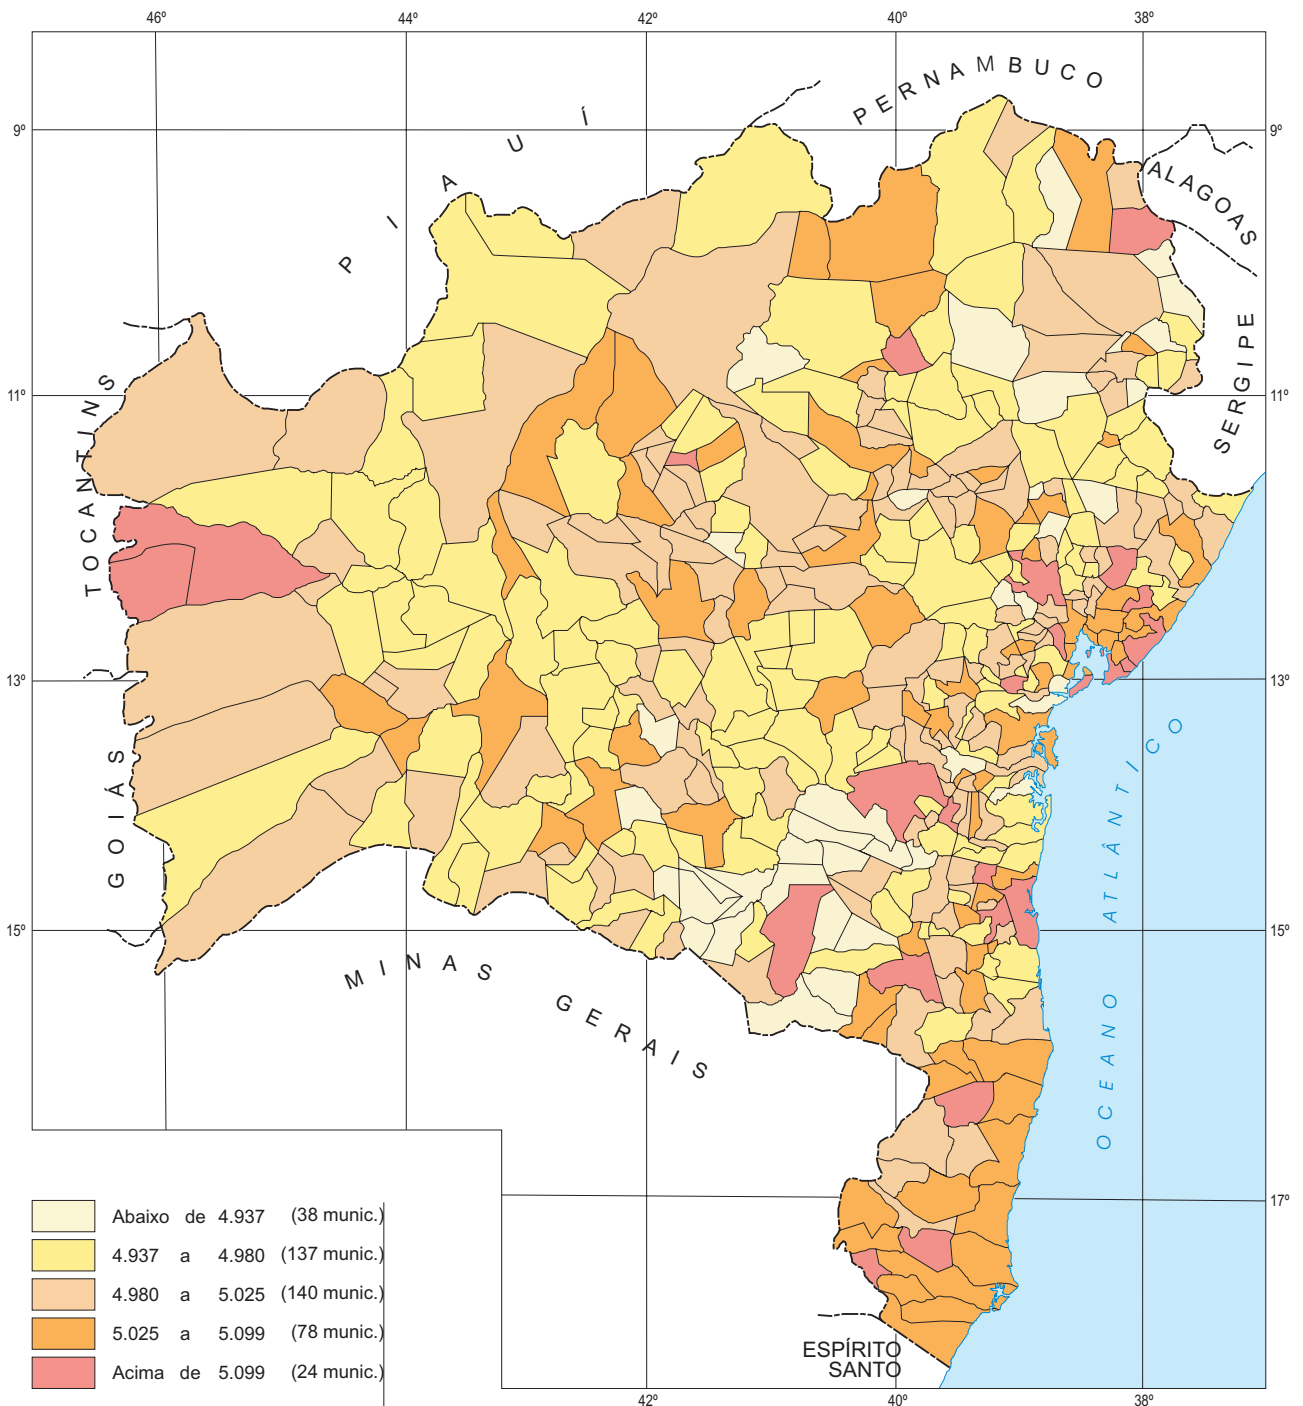 46º 44º 42º 40º 38º
PERNAMBUCO
9º 9º
PIAUÍ
ALAGOAS
SERGIPE
11º 11º
TOCANTINS
13º 13º
GOIÁS
OCEANO ATLÂNTICO
15º 15º
MINAS GERAIS
17º
Abaixo de 4.937 (38 munic.)
4.937 a 4.980 (137 munic.)
4.980 a 5.025 (140 munic.)
5.025 a 5.099 (78 munic.)
Acima de 5.099 (24 munic.)
ESPÍRITO
SANTO
42º 40º 38º